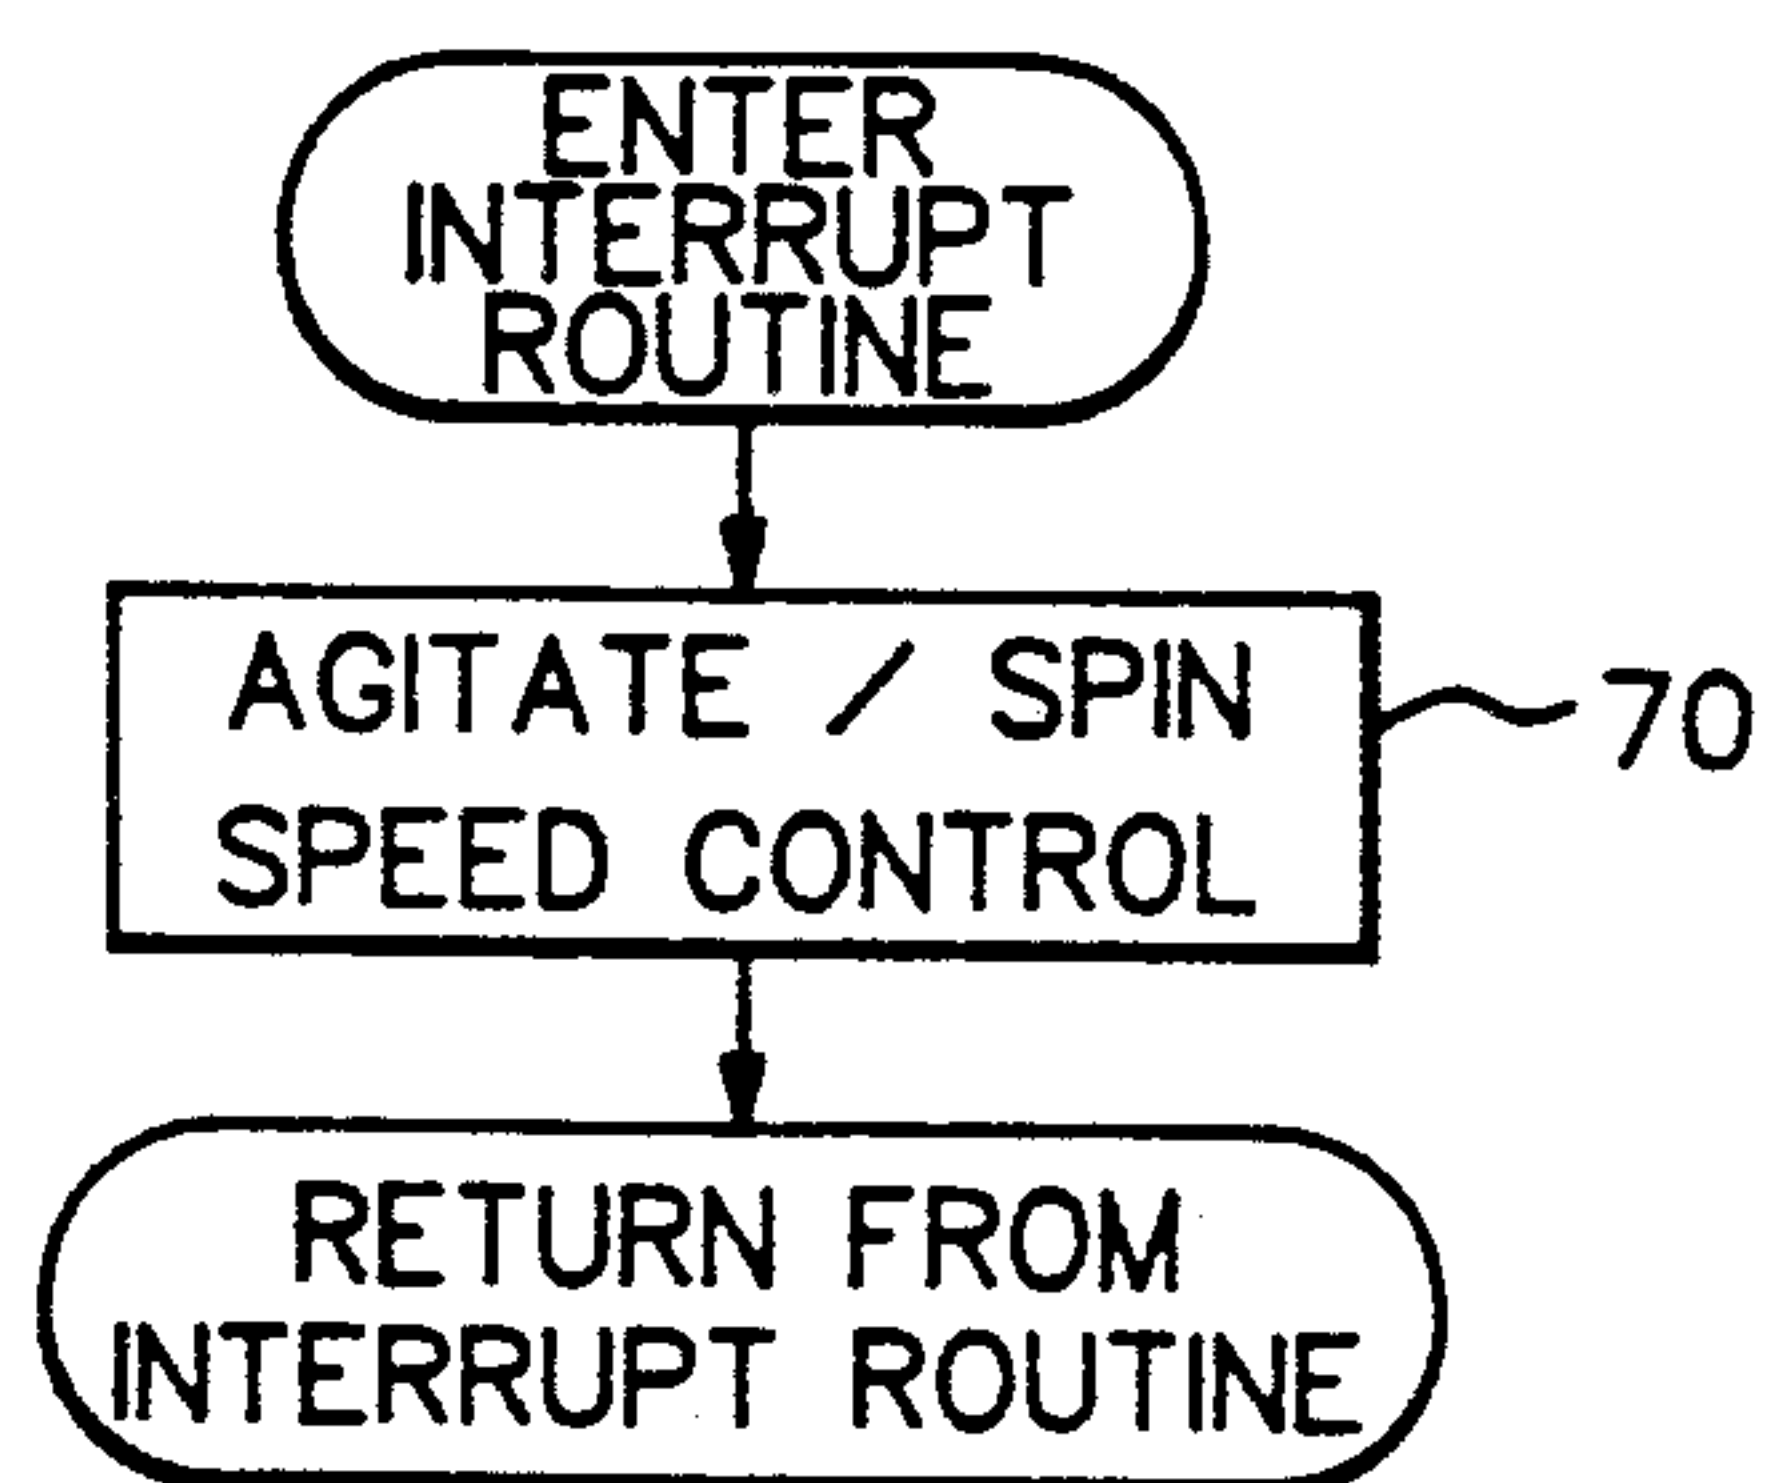 ENTER
INTERRUPT
ROUTINE
AGITATE / SPIN
SPEED CONTROL
70
RETURN FROM
INTERRUPT ROUTINE